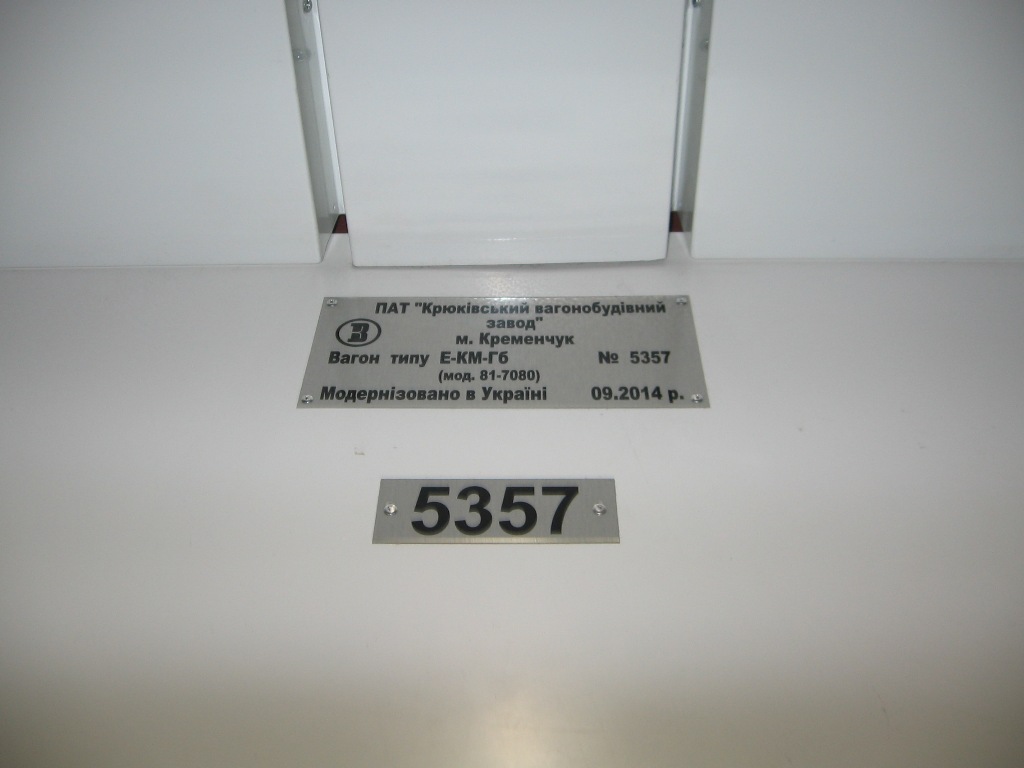 ПАТ "Крюківський вагонобудівний
завод"
м. Кременчук
Вагон типу Е-КМ-Гб № 5357
(мод. 81-7080)
Модернізовано в Україні 09.2014 р.
5357